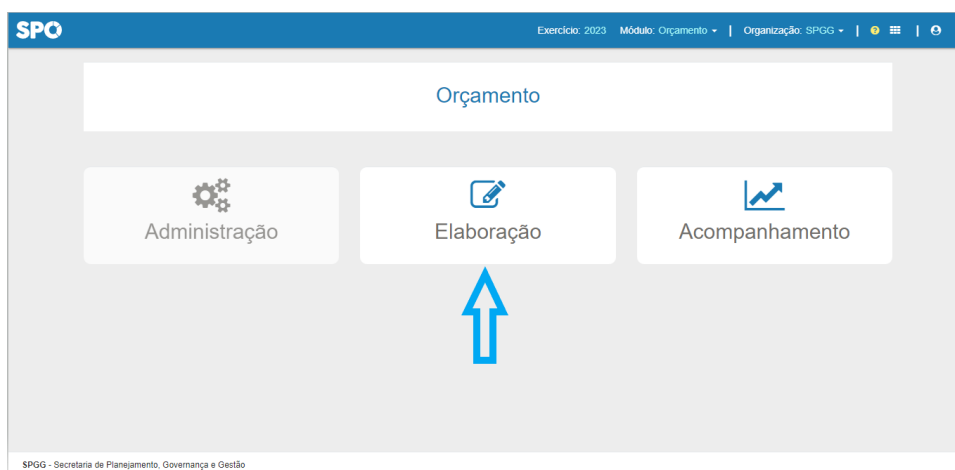 SPO
Exercício: 2023 Módulo: Orçamento | Organização: SPGG | ? |
Orçamento
Administração
Elaboração
Acompanhamento
SPGG - Secretaria de Planejamento, Governança e Gestão